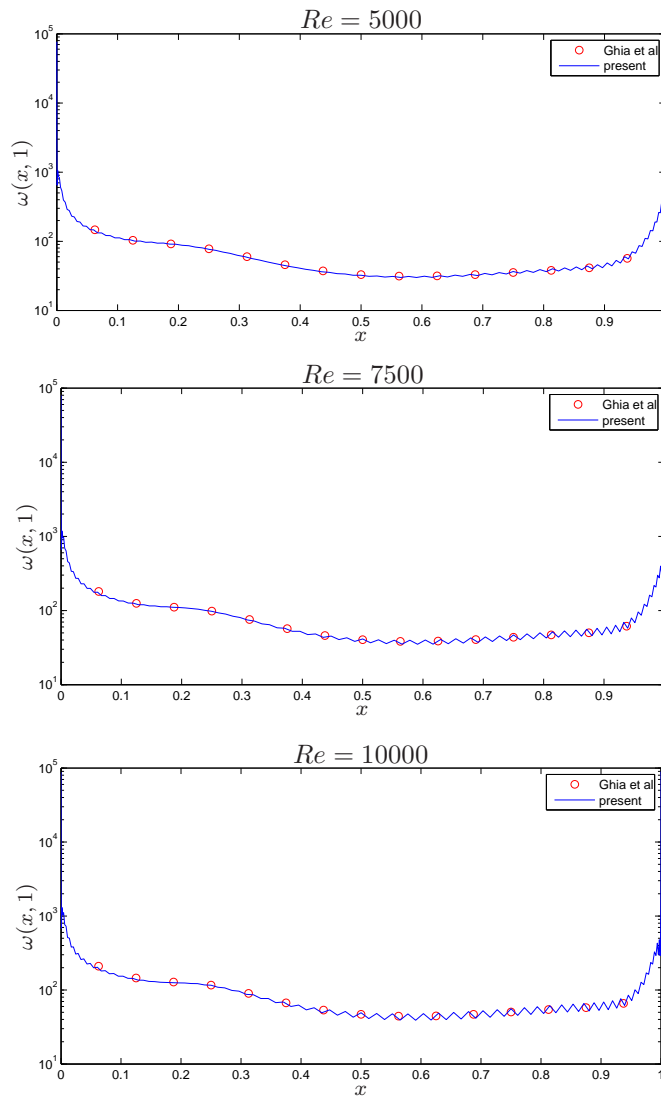 Re = 5000
10^5
10^4
10^3
10^2
10^1
ω(x, 1)
Ghia et al
present
0 0.1 0.2 0.3 0.4 0.5 0.6 0.7 0.8 0.9
x
Re = 7500
10^5
10^4
10^3
10^2
10^1
ω(x, 1)
Ghia et al
present
0 0.1 0.2 0.3 0.4 0.5 0.6 0.7 0.8 0.9
x
Re = 10000
10^5
10^4
10^3
10^2
10^1
ω(x, 1)
Ghia et al
present
0 0.1 0.2 0.3 0.4 0.5 0.6 0.7 0.8 0.9 1
x